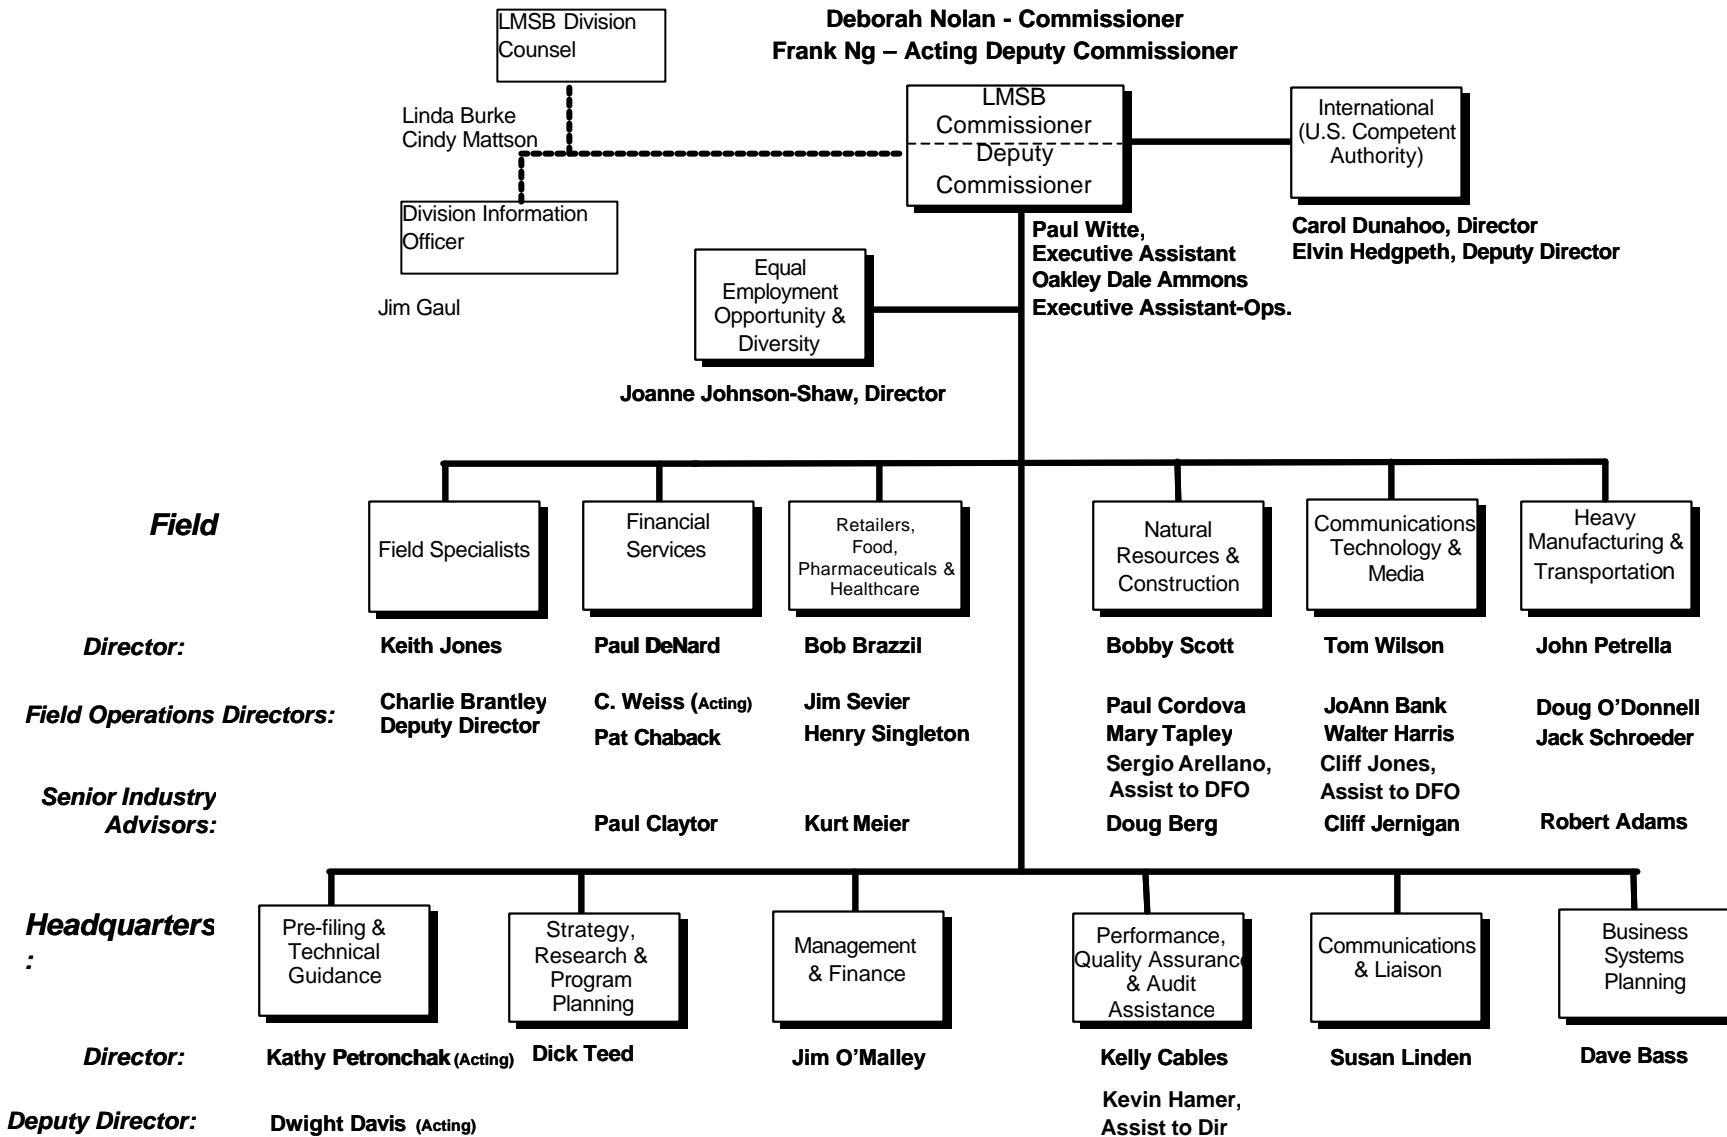 Deborah Nolan - Commissioner
Frank Ng – Acting Deputy Commissioner
LMSB Division
Counsel
Linda Burke
Cindy Mattson
Division Information
Officer
Jim Gaul
LMSB
Commissioner
Deputy
Commissioner
International
(U.S. Competent
Authority)
Carol Dunahoo, Director
Elvin Hedgpeth, Deputy Director
Paul Witte,
Executive Assistant
Oakley Dale Ammons
Executive Assistant-Ops.
Equal
Employment
Opportunity &
Diversity
Joanne Johnson-Shaw, Director
Field
Field Specialists
Financial
Services
Retailers,
Food,
Pharmaceuticals &
Healthcare
Natural
Resources &
Construction
Communications
Technology &
Media
Heavy
Manufacturing &
Transportation
Director:
Keith Jones
Paul DeNard
Bob Brazzil
Bobby Scott
Tom Wilson
John Petrella
Field Operations Directors:
Charlie Brantley
Deputy Director
C. Weiss (Acting)
Pat Chaback
Jim Sevier
Henry Singleton
Paul Cordova
Mary Tapley
Sergio Arellano,
Assist to DFO
JoAnn Bank
Walter Harris
Cliff Jones,
Assist to DFO
Doug O’Donnell
Jack Schroeder
Senior Industry
Advisors:
Paul Claytor
Kurt Meier
Doug Berg
Cliff Jernigan
Robert Adams
Headquarters
:
Pre-filing &
Technical
Guidance
Strategy,
Research &
Program
Planning
Management
& Finance
Performance,
Quality Assurance
& Audit
Assistance
Communications
& Liaison
Business
Systems
Planning
Director:
Kathy Petronchak (Acting)
Dick Teed
Jim O’Malley
Kelly Cables
Susan Linden
Dave Bass
Deputy Director:
Dwight Davis (Acting)
Kevin Hamer,
Assist to Dir